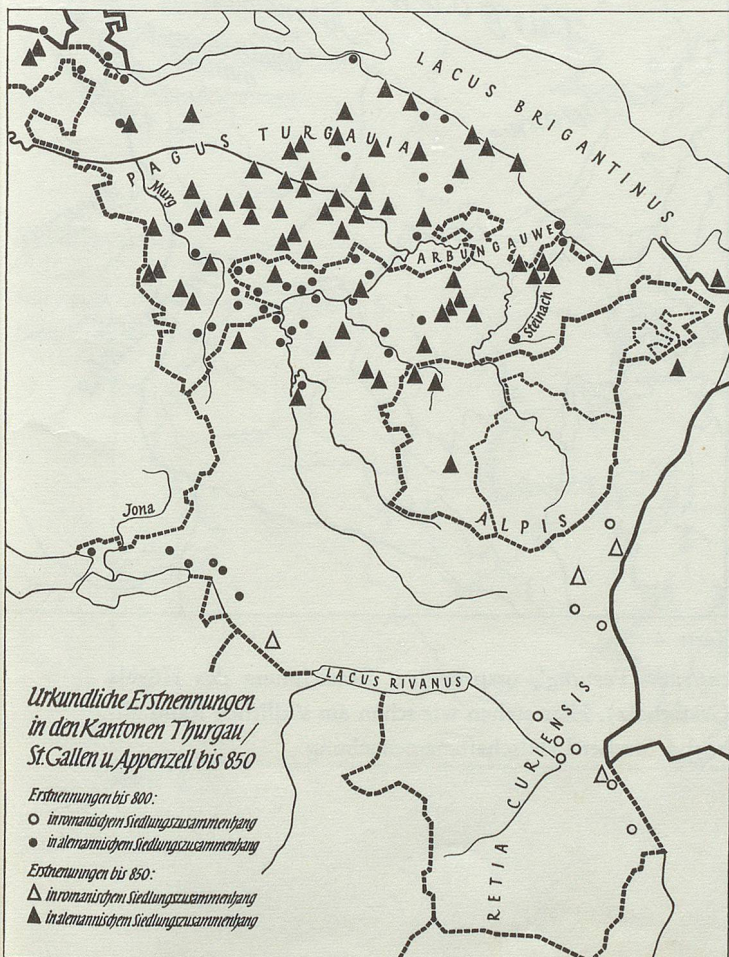 LACUS BRIGANTINUS
PAGUS TURGAUIA
Murg
ARBUNGAUWE
Steinach
Jona
ALPIS
LACUS RIVANUS
RETIA CURIENSIS
Urkundliche Erstnennungen
in den Kantonen Thurgau/
St.Gallen u. Appenzell bis 850
Erstnennungen bis 800:
in romanischem Siedlungszusammenhang
in alemannischem Siedlungszusammenhang
Erstnennungen bis 850:
in romanischem Siedlungszusammenhang
in alemannischem Siedlungszusammenhang